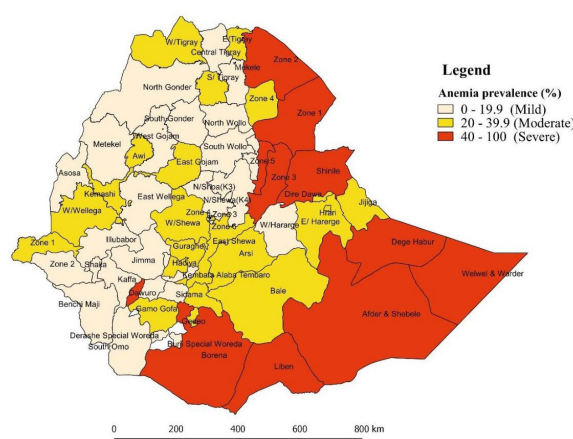 Legend
Anemia prevalence (%)
0 - 19.9 (Mild)
20 - 39.9 (Moderate)
40 - 100 (Severe)
W/Tigray
E/Tigray
Central Tigray
Mekele
Zone 2
S/ Tigray
North Gonder
Zone 4
Zone 1
South Gonder
North Wollo
West Gojam
Metekel
South Wollo
Awi
East Gojam
Zone 5
Shinile
Asosa
Zone 3
Kemashi
East Wellega
N/Shoa(K3)
Dire Dawa
N/Shewa(K4)
Jijiga
W/Wellega
Zone 3
Hrari
W/Shewa
W/Hararge
E/ Harerge
Zone 6
Zone 1
Illubabor
East Shewa
Dege Habur
Guraghe
Arsi
Zone 2
Shaka
Jimma
Hadiya
Welwel & Warder
Kaffa
Kembata Alaba Tembaro
Dawuro
Sidama
Bale
Benchi Maji
Gamo Gofa
Afder & Shebele
Gedeo
Derashe Special Woreda
Burji Special Woreda
South Omo
Borena
Liben
0 200 400 600 800 km